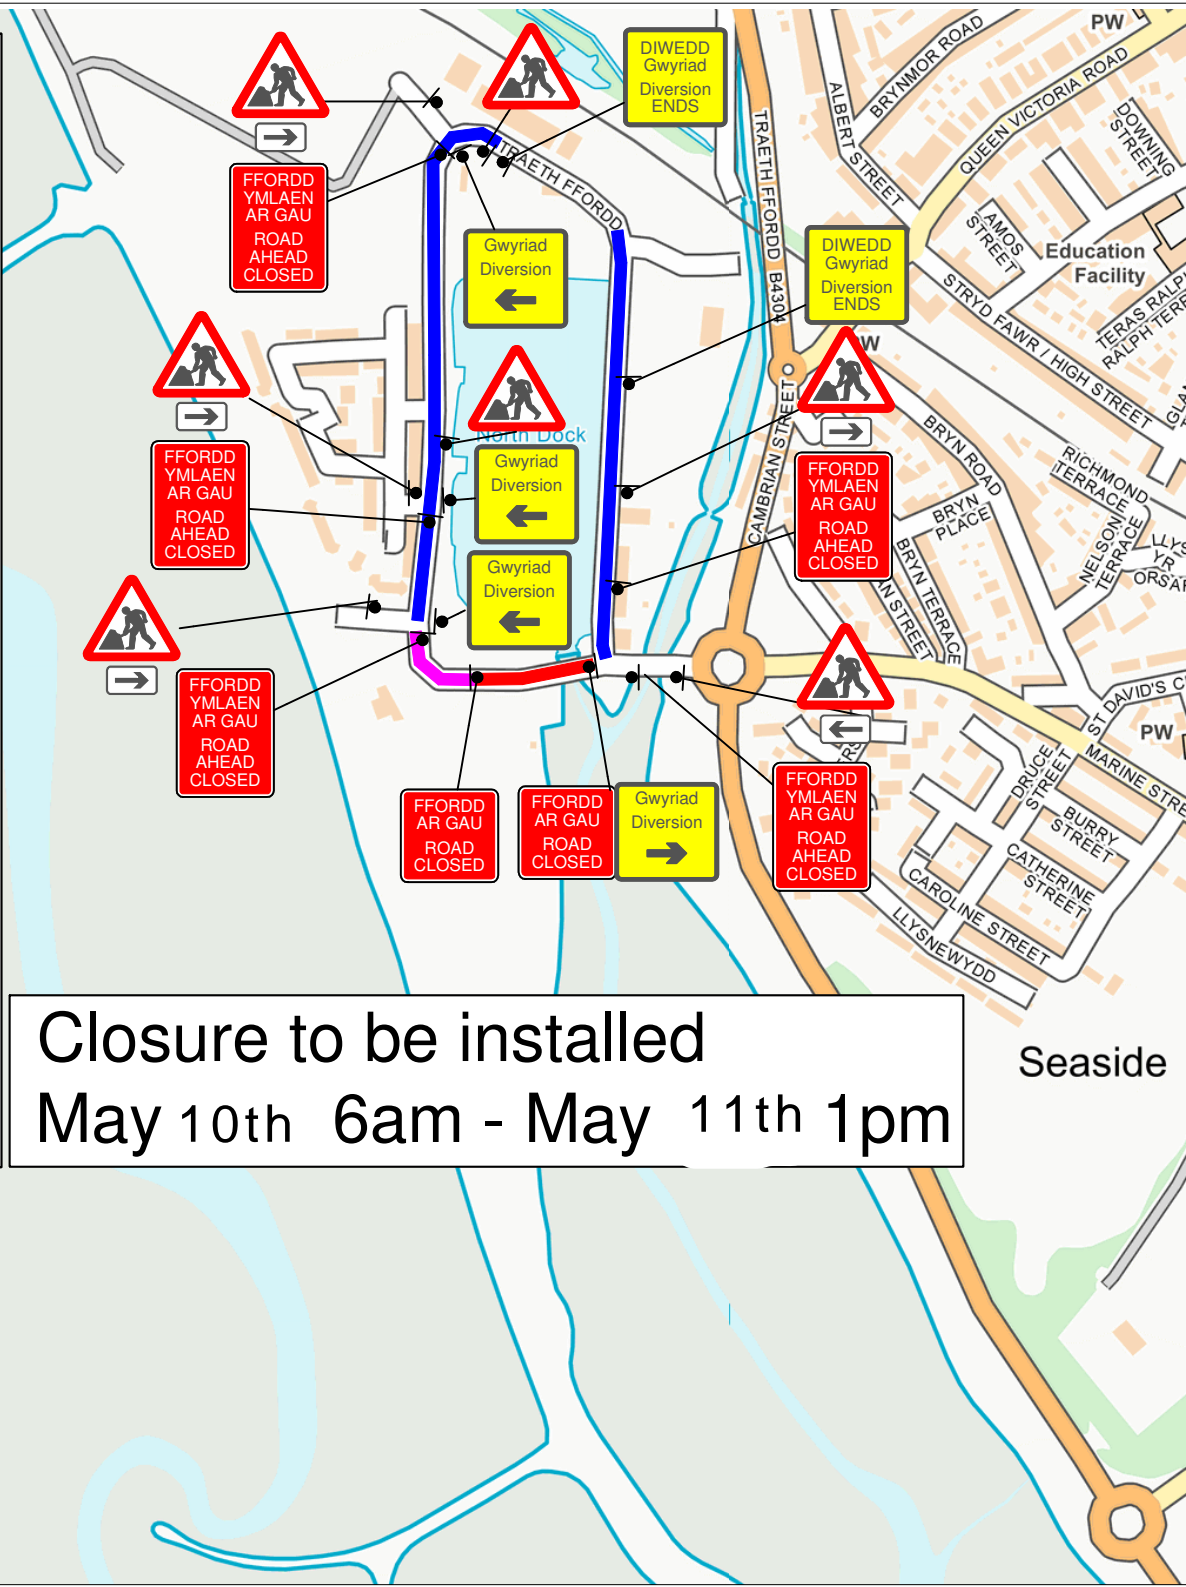 PW
BRYNMOR ROAD
QUEEN VICTORIA ROAD
ALBERT STREET
DOWNING
STREET
TRAETH FFORDD B4304
DIWEDD
Gwyriad
Diversion
ENDS
TRAETH FFORDD
FFORDD
YMLAEN
AR GAU
ROAD
AHEAD
CLOSED
Gwyriad
Diversion
AMOS
STREET
Education
Facility
DIWEDD
Gwyriad
Diversion
ENDS
STRYD FAWR / HIGH STREET
TERAS RALPH
RALPH TERR
W
North Dock
CAMBRIAN STREET
BRYN ROAD
RICHMOND
TERRACE
BRYN
PLACE
NELSON
TERRACE
BRYN TERRACE
AN STREET
LLYS
YR
ORSAF
FFORDD
YMLAEN
AR GAU
ROAD
AHEAD
CLOSED
Gwyriad
Diversion
FFORDD
YMLAEN
AR GAU
ROAD
AHEAD
CLOSED
Gwyriad
Diversion
FFORDD
YMLAEN
AR GAU
ROAD
AHEAD
CLOSED
ST DAVID'S C
PW
MARINE STRE
DRUCE
STREET
BURRY
STREET
CATHERINE
STREET
CAROLINE STREET
LLYSNEWYDD
FFORDD
AR GAU
ROAD
CLOSED
FFORDD
AR GAU
ROAD
CLOSED
Gwyriad
Diversion
FFORDD
YMLAEN
AR GAU
ROAD
AHEAD
CLOSED
Closure to be installed
May 10th 6am - May 11th 1pm
Seaside